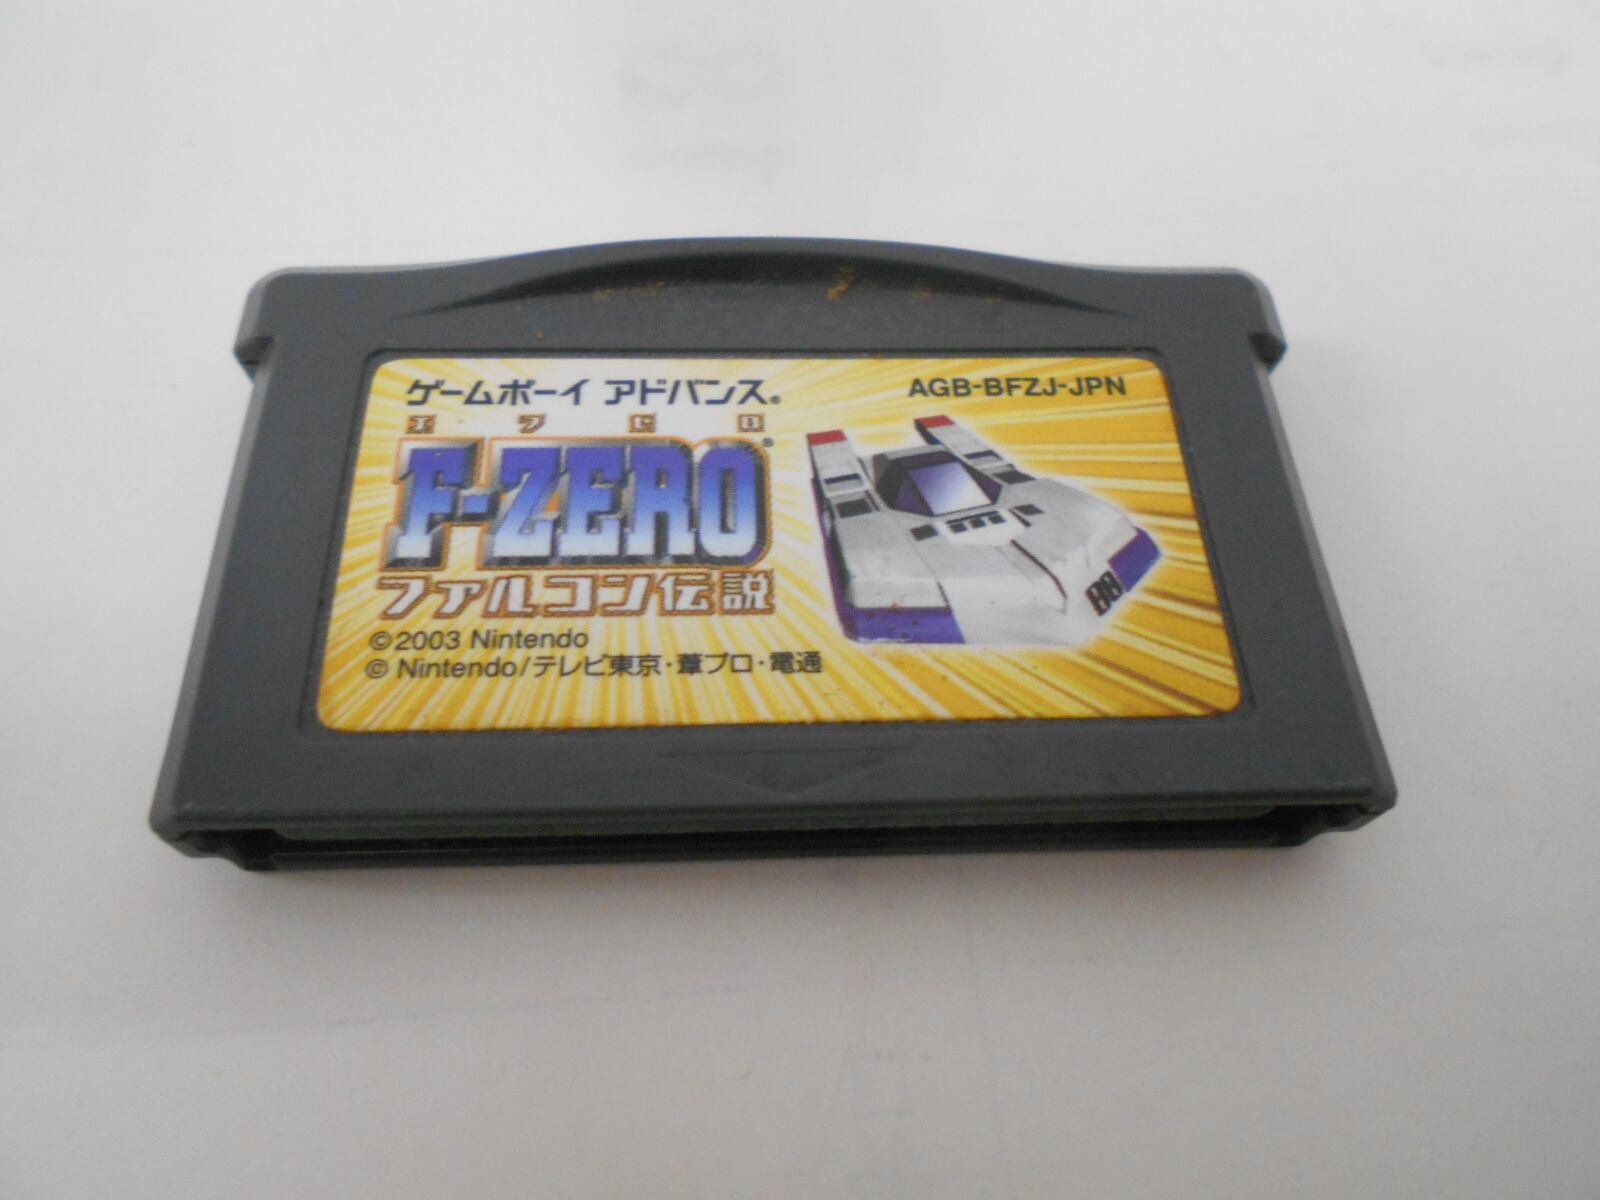 ゲームボーイ アドバンス® AGB-BFZJ-JPN
エフゼロ
F-ZERO®
ファルコン伝説
©2003 Nintendo
© Nintendo/テレビ東京・葦プロ・電通